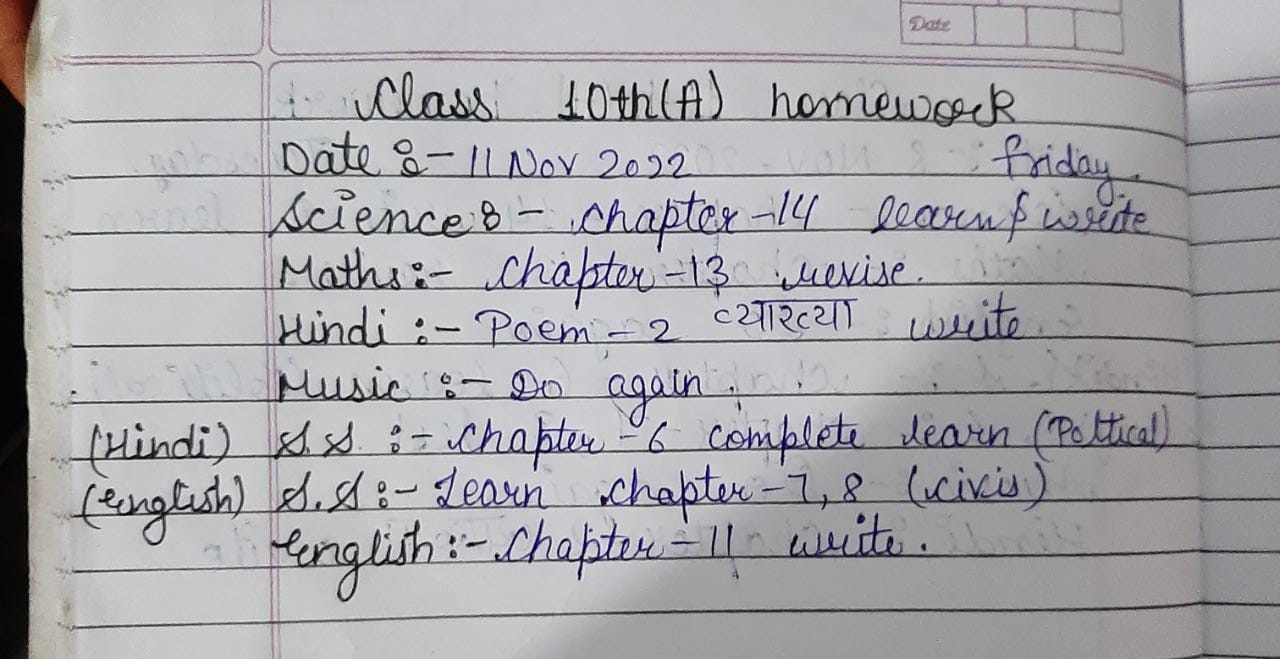 Date
Class 10th(A) homework
Date :- 11 Nov 2022 friday.
Science :- chapter -14 learn & write
Maths :- chapter -13 revise.
Hindi :- Poem - 2 व्याख्या write
Music :- Do again.
(Hindi) S.S :- chapter - 6 complete learn (Poltical)
(english) S.S :- Learn chapter - 7, 8 (civis)
english :- chapter - 11 write.